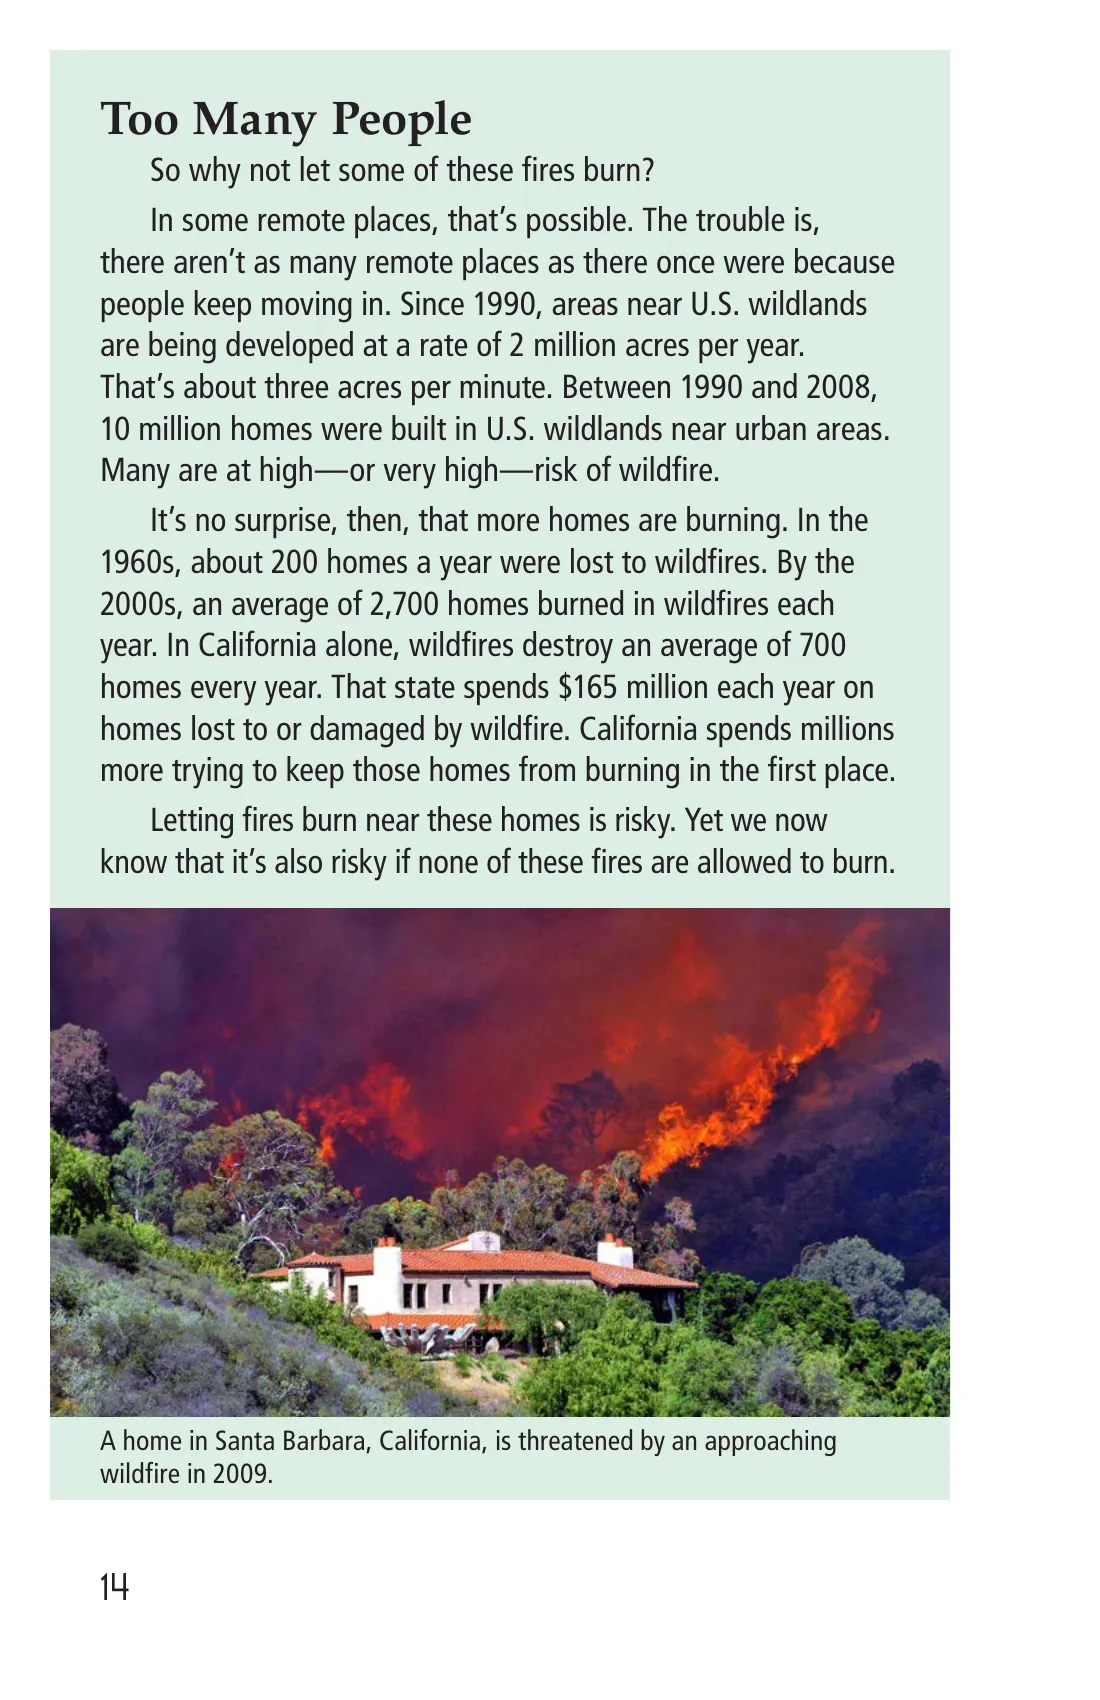 Too Many People
So why not let some of these fires burn?
In some remote places, that’s possible. The trouble is,
there aren’t as many remote places as there once were because
people keep moving in. Since 1990, areas near U.S. wildlands
are being developed at a rate of 2 million acres per year.
That’s about three acres per minute. Between 1990 and 2008,
10 million homes were built in U.S. wildlands near urban areas.
Many are at high—or very high—risk of wildfire.
It’s no surprise, then, that more homes are burning. In the
1960s, about 200 homes a year were lost to wildfires. By the
2000s, an average of 2,700 homes burned in wildfires each
year. In California alone, wildfires destroy an average of 700
homes every year. That state spends $165 million each year on
homes lost to or damaged by wildfire. California spends millions
more trying to keep those homes from burning in the first place.
Letting fires burn near these homes is risky. Yet we now
know that it’s also risky if none of these fires are allowed to burn.
A home in Santa Barbara, California, is threatened by an approaching
wildfire in 2009.
14